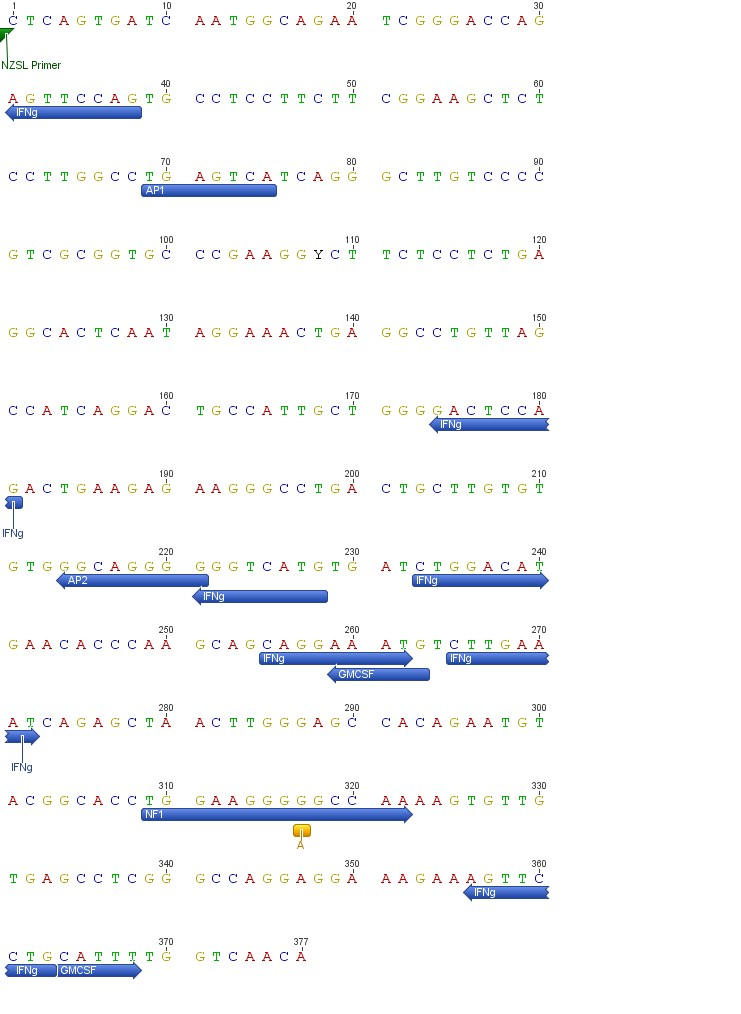 1 10 20 30
CTCAGTGATC AATGGCAGAA TCGGGACCAG
NZSL Primer
40 50 60
AGTTCCAGTG CCTCCTTCTT CGGAAGCTCT
IFNg
70 80 90
CCTTGGCCTG AGTCATCAGG GCTTGTCCCC
AP1
100 110 120
GTCGCGGTGC CCGAAGGYCT TCTCCTCTGA
130 140 150
GGCACTCAAT AGGAAACTGA GGCCTGTTAG
160 170 180
CCATCAGGAC TGCCATTGCT GGGGACTCCA
IFNg
190 200 210
GACTGAAGAG AAGGGCCTGA CTGCTTGTGT
IFNg
220 230 240
GTGGGCAGGG GGGTCATGTG ATCTGGACAT
AP2 IFNg
IFNg
250 260 270
GAACACCCAA GCAGCAGGAA ATGTCTTGAA
IFNg IFNg
GMCSF
280 290 300
ATCAGAGCTA ACTTGGGAGC CACAGAATGT
IFNg
310 320 330
ACGGCACCTG GAAGGGGGCC AAAAGTGTTG
NF1
A
340 350 360
TGAGCCTCGG GCCAGGAGGA AAGAAAGTTC
IFNg
370 377
CTGCATTTTG GTCAACA
IFNg GMCSF